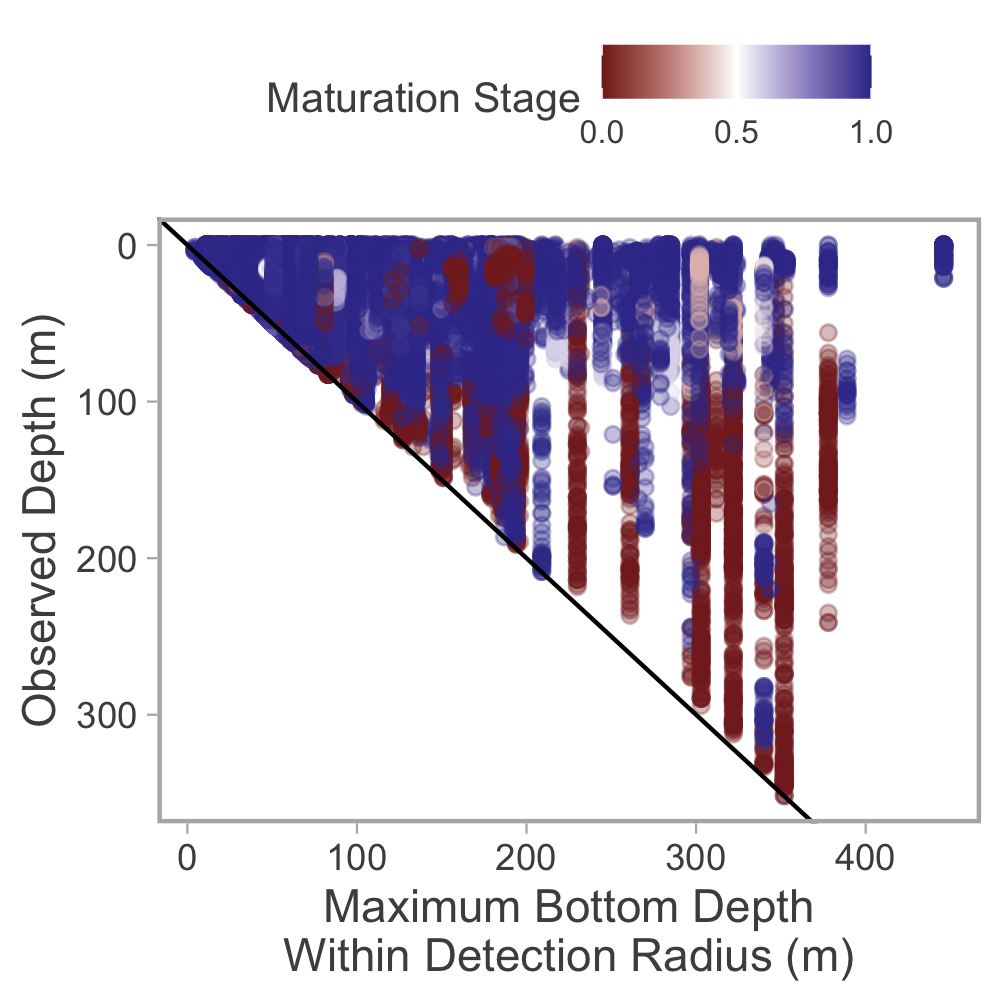 Maturation Stage
0.0 0.5 1.0
0
100
200
300
Observed Depth (m)
0 100 200 300 400
Maximum Bottom Depth
Within Detection Radius (m)